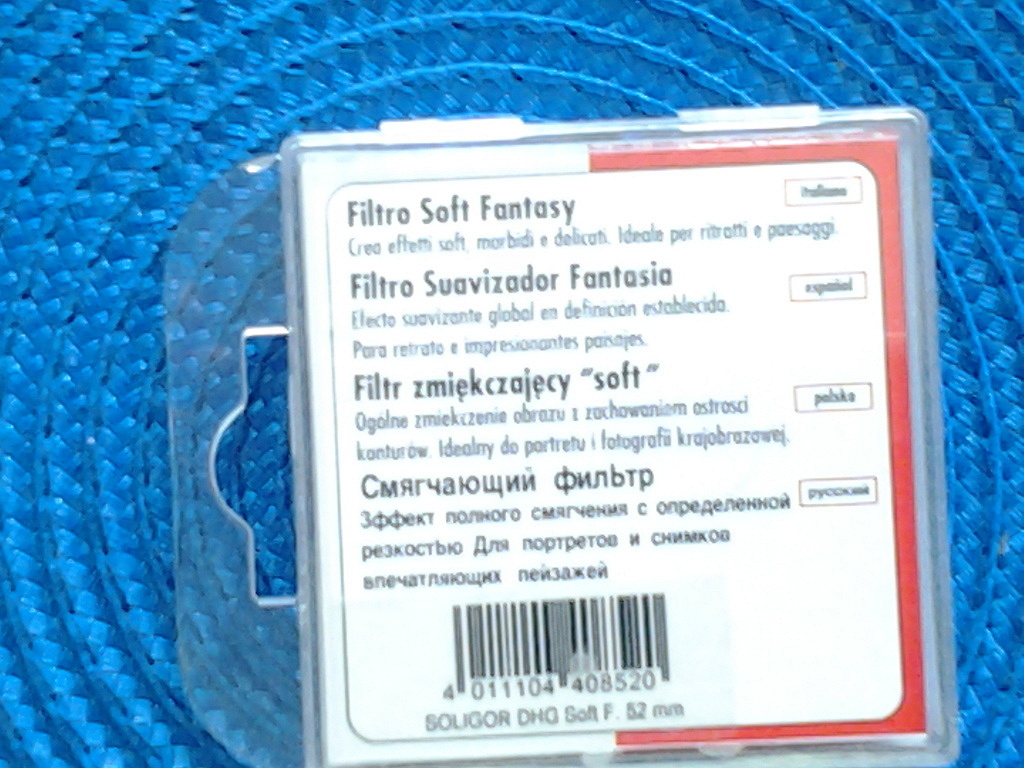 Filtro Soft Fantasy
italiano
Crea effetti soft, morbidi e delicati. Ideale per ritratti e paesaggi.
Filtro Suavizador Fantasia
español
Efecto suavizante global en definición establecida.
Para retrato e impresionantes paisajes.
Filtr zmiękczajęcy "soft"
polska
Ogólne zmiekczenie obrazu z zachowaniem ostrosci
konturów. Idealny do portretu i fotografii krajobrazowej.
Смягчающий фильтр
русский
Зффект полного смягчения с определенной
резкостью Для портретов и снимков
впечатляющих пейзажей
4 011104 408520
SOLIGOR DHG Soft F. 52 mm